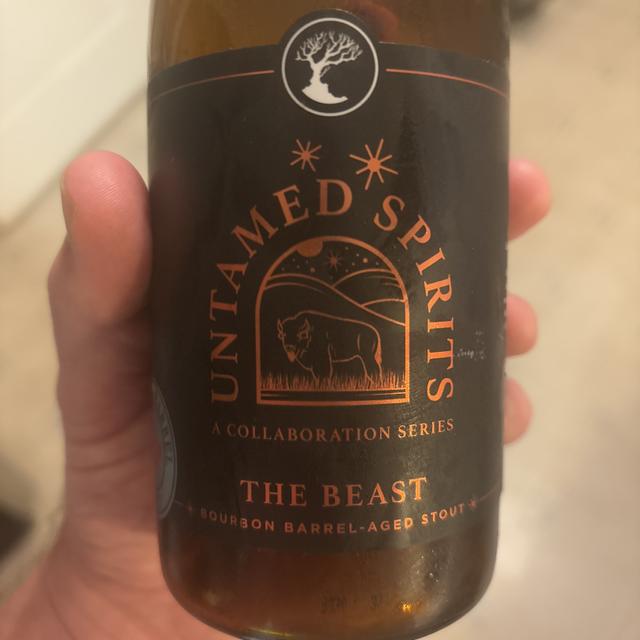 UNTAMED SPIRITS
A COLLABORATION SERIES
THE BEAST
BOURBON BARREL-AGED STOUT